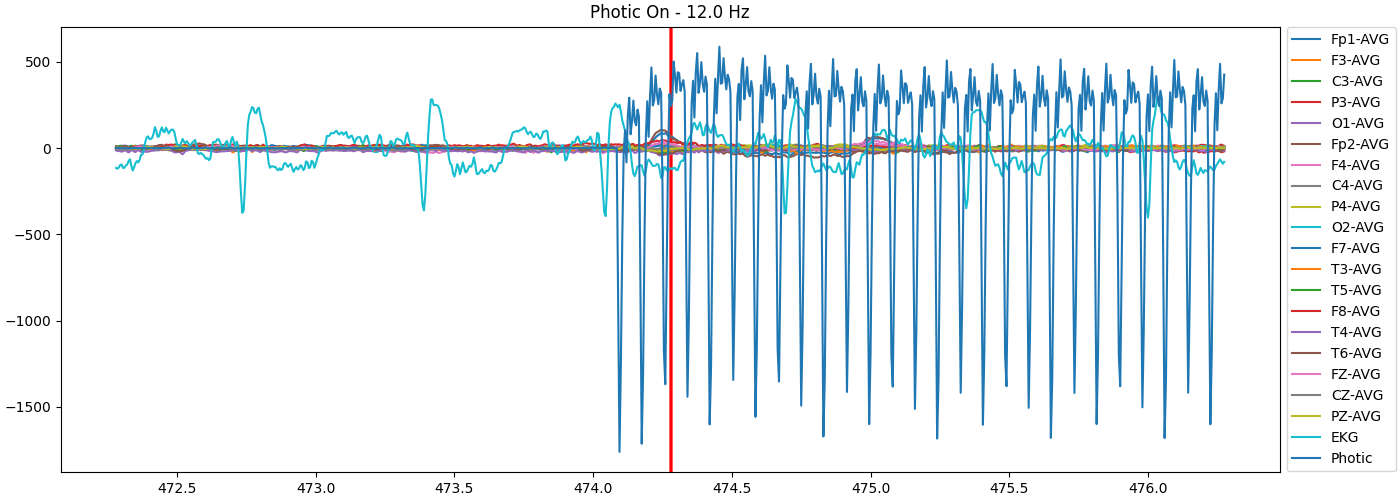 Photic On - 12.0 Hz
500
0
−500
−1000
−1500
472.5 473.0 473.5 474.0 474.5 475.0 475.5 476.0
Fp1-AVG
F3-AVG
C3-AVG
P3-AVG
O1-AVG
Fp2-AVG
F4-AVG
C4-AVG
P4-AVG
O2-AVG
F7-AVG
T3-AVG
T5-AVG
F8-AVG
T4-AVG
T6-AVG
FZ-AVG
CZ-AVG
PZ-AVG
EKG
Photic